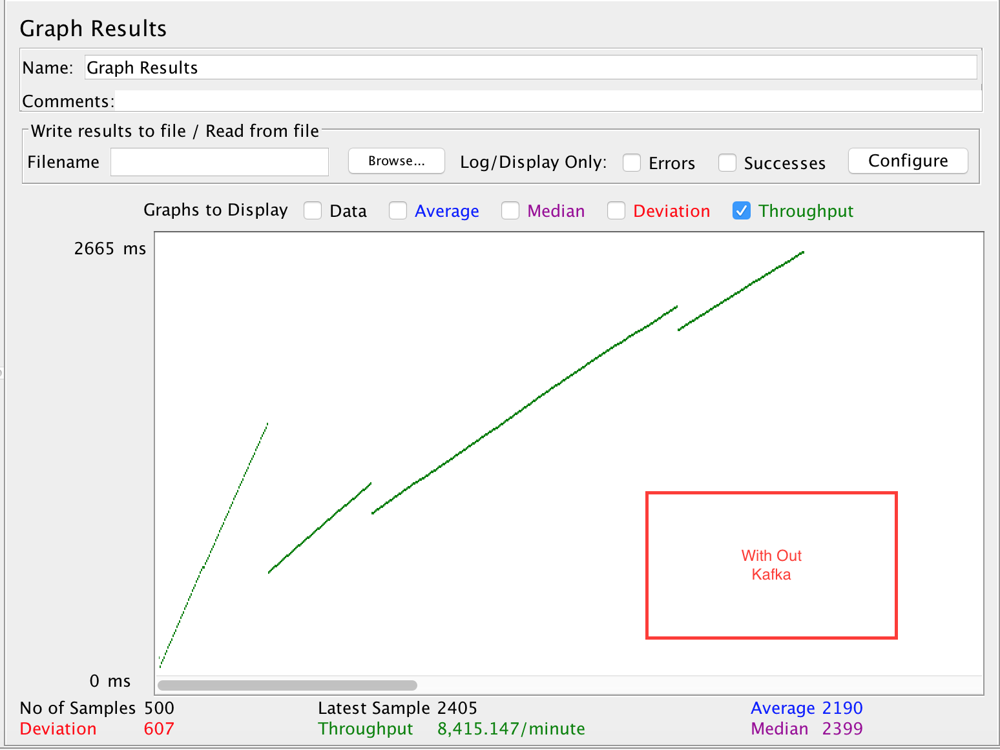 Graph Results
Name: Graph Results
Comments:
Write results to file / Read from file
Filename Browse... Log/Display Only: Errors Successes Configure
Graphs to Display Data Average Median Deviation Throughput
2665 ms
With Out
Kafka
0 ms
No of Samples 500 Latest Sample 2405 Average 2190
Deviation 607 Throughput 8,415.147/minute Median 2399